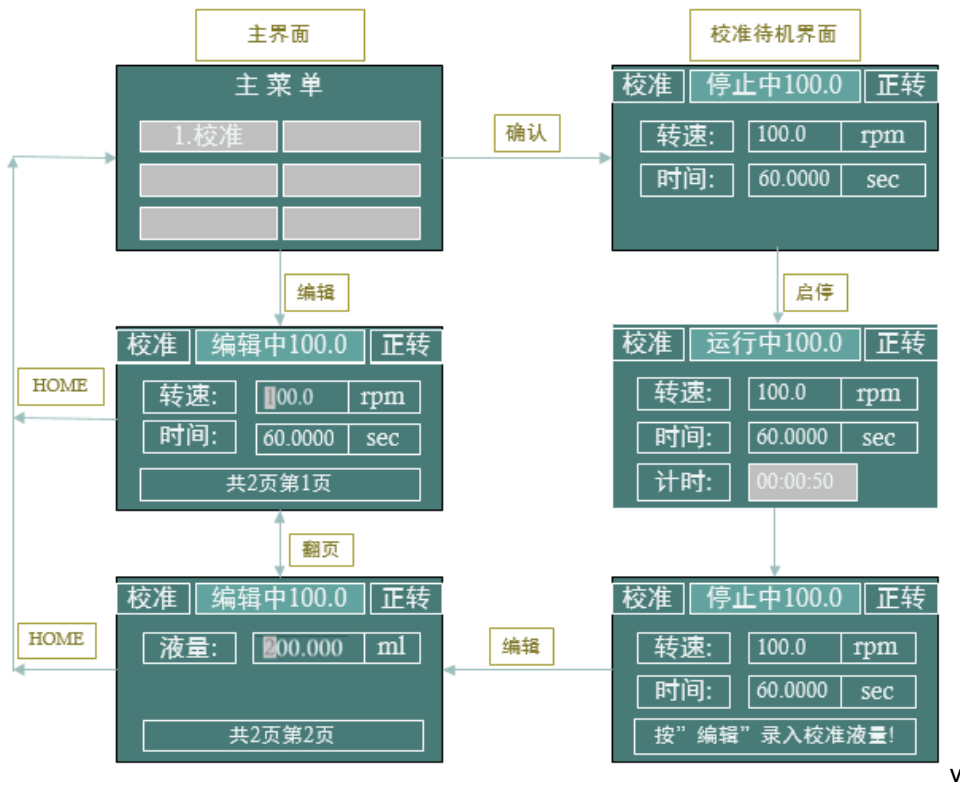 主界面
校准待机界面
主 菜 单
1.校准
确认
校准 停止中100.0 正转
转速: 100.0 rpm
时间: 60.0000 sec
编辑
启停
校准 编辑中100.0 正转
转速: 100.0 rpm
时间: 60.0000 sec
共2页第1页
HOME
校准 运行中100.0 正转
转速: 100.0 rpm
时间: 60.0000 sec
计时: 00:00:50
翻页
校准 编辑中100.0 正转
液量: 200.000 ml
共2页第2页
HOME
编辑
校准 停止中100.0 正转
转速: 100.0 rpm
时间: 60.0000 sec
按”编辑”录入校准液量!
v